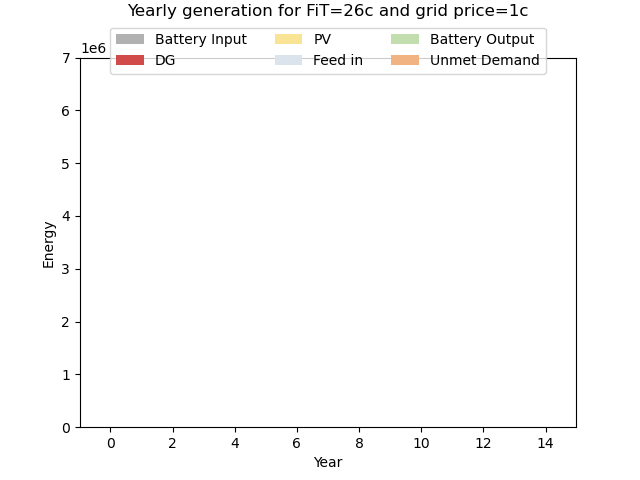 Yearly generation for FiT=26c and grid price=1c
Battery Input PV Battery Output
DG Feed in Unmet Demand
1e6
7
6
5
4
3
2
1
0
Energy
0 2 4 6 8 10 12 14
Year